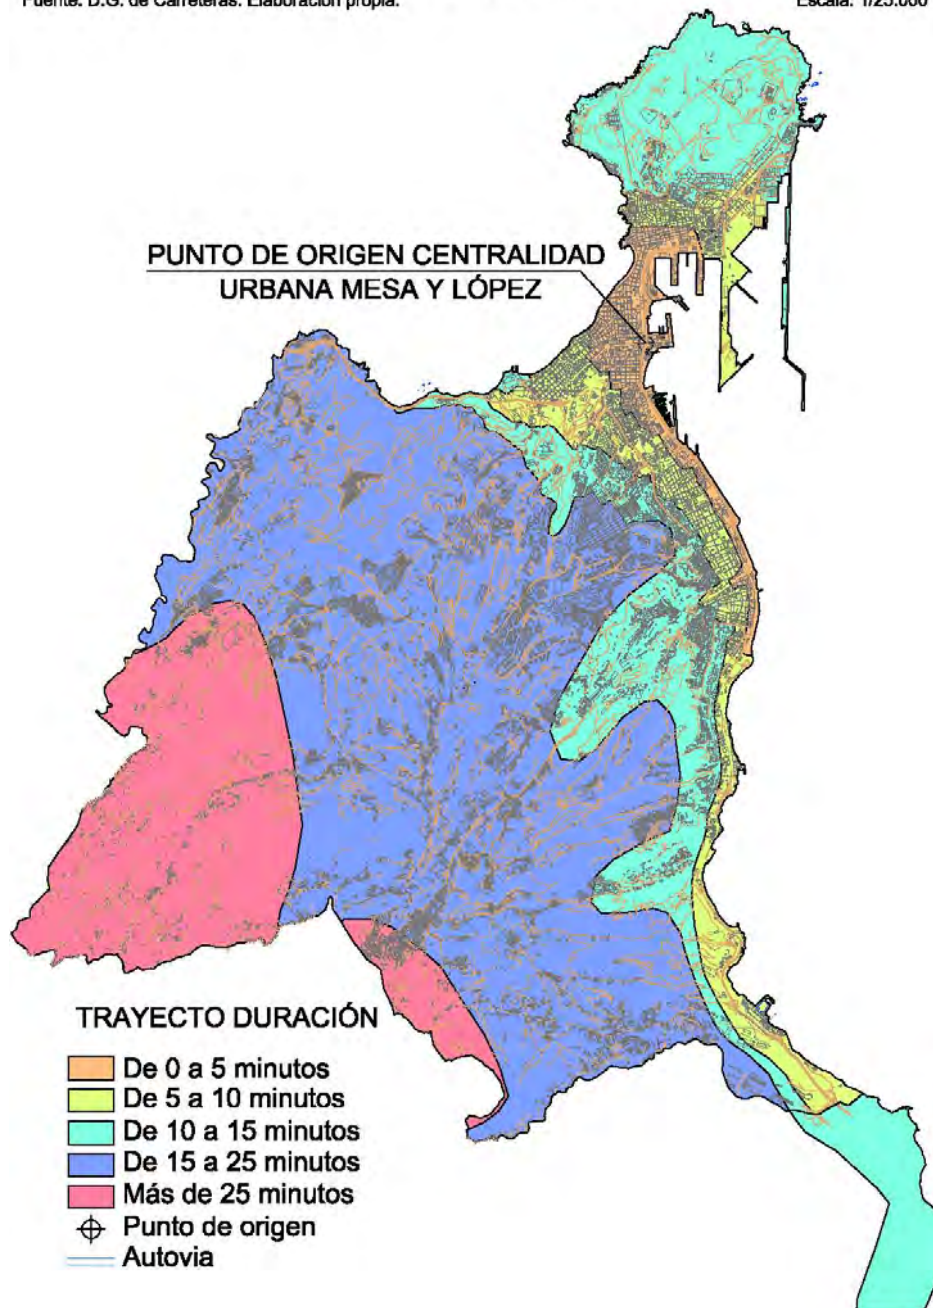 Fuente: D.G. de Carreteras. Elaboración propia.
Escala: 1/25.000
PUNTO DE ORIGEN CENTRALIDAD
URBANA MESA Y LÓPEZ
TRAYECTO DURACIÓN
De 0 a 5 minutos
De 5 a 10 minutos
De 10 a 15 minutos
De 15 a 25 minutos
Más de 25 minutos
Punto de origen
Autovia